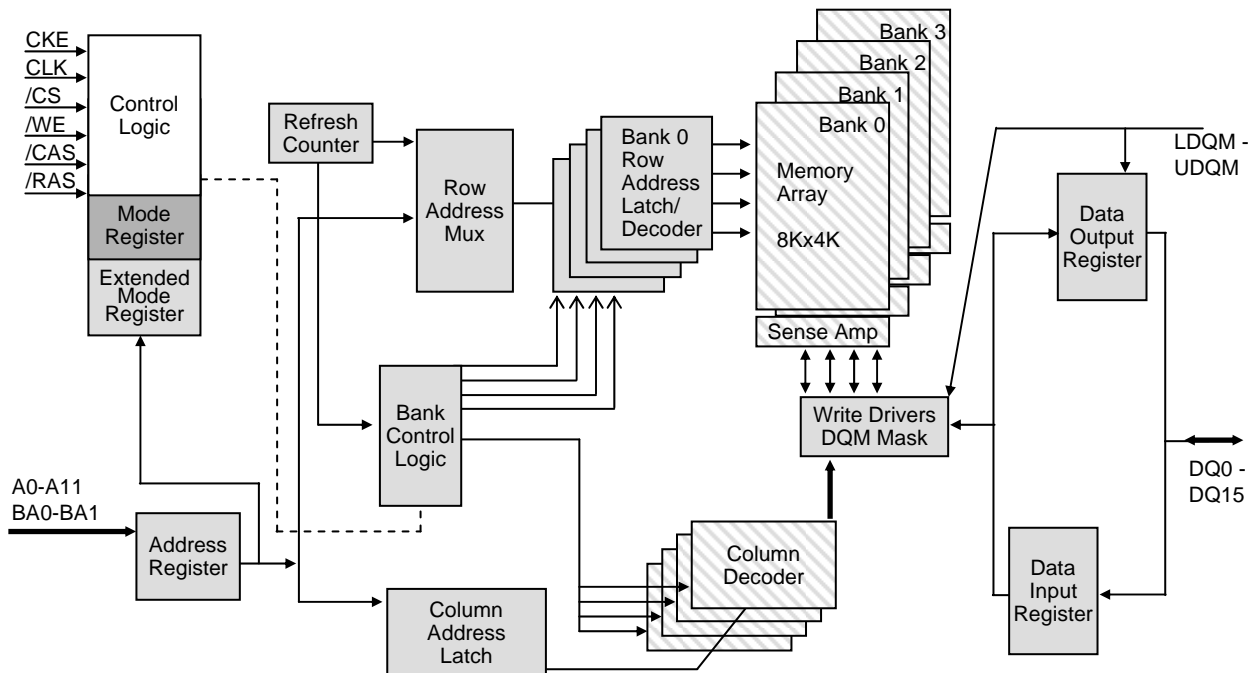 CKE
CLK
/CS
/WE
/CAS
/RAS
Control
Logic
Mode
Register
Extended
Mode
Register
Refresh
Counter
Row
Address
Mux
Bank 0
Row
Address
Latch/
Decoder
Bank 3
Bank 2
Bank 1
Bank 0
Memory
Array
8Kx4K
Sense Amp
LDQM -
UDQM
Data
Output
Register
Bank
Control
Logic
Write Drivers
DQM Mask
DQ0 -
DQ15
A0-A11
BA0-BA1
Address
Register
Column
Decoder
Data
Input
Register
Column
Address
Latch